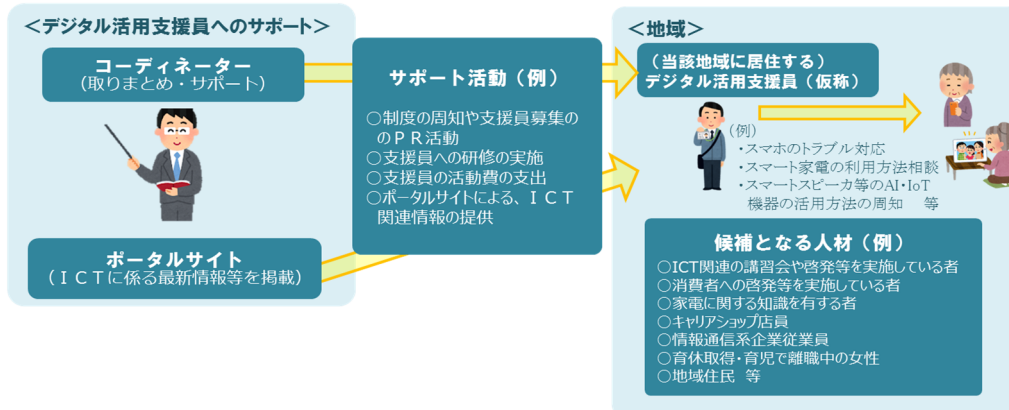 ＜デジタル活用支援員へのサポート＞
コーディネーター
（取りまとめ・サポート）
ポータルサイト
（ＩＣＴに係る最新情報等を掲載）
サポート活動（例）
○制度の周知や支援員募集の
のＰＲ活動
○支援員への研修の実施
○支援員の活動費の支出
○ポータルサイトによる、ＩＣＴ
関連情報の提供
＜地域＞
（当該地域に居住する）
デジタル活用支援員（仮称）
（例）
・スマホのトラブル対応
・スマート家電の利用方法相談
・スマートスピーカ等のAI・IoT
機器の活用方法の周知　等
候補となる人材（例）
○ICT関連の講習会や啓発等を実施している者
○消費者への啓発等を実施している者
○家電に関する知識を有する者
○キャリアショップ店員
○情報通信系企業従業員
○育休取得・育児で離職中の女性
○地域住民　等